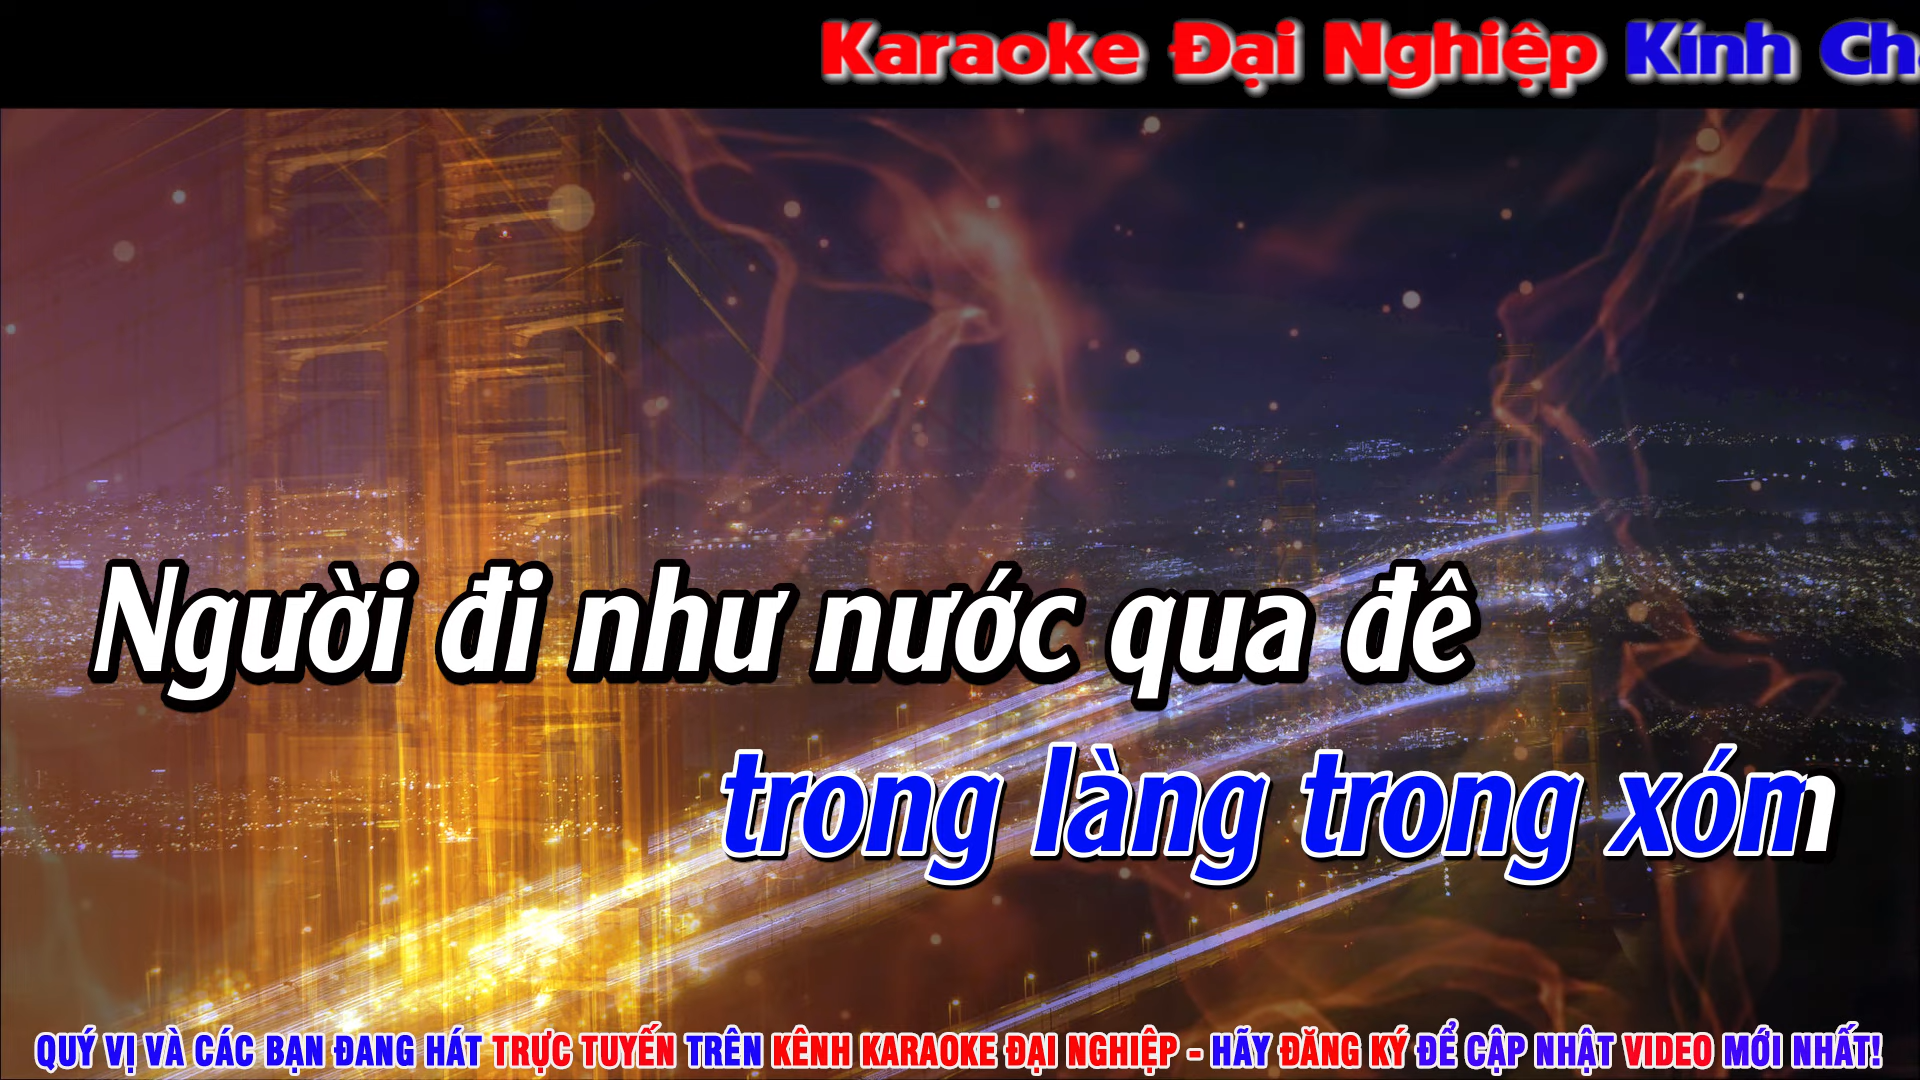 Karaoke Đại Nghiệp Kính
Người đi như nước qua đê
trong làng trong xóm
QUÝ VỊ VÀ CÁC BẠN ĐANG HÁT TRỰC TUYẾN TRÊN KÊNH KARAOKE ĐẠI NGHIỆP - HÃY ĐĂNG KÝ ĐỂ CẬP NHẬT VIDEO MỚI NHẤT!